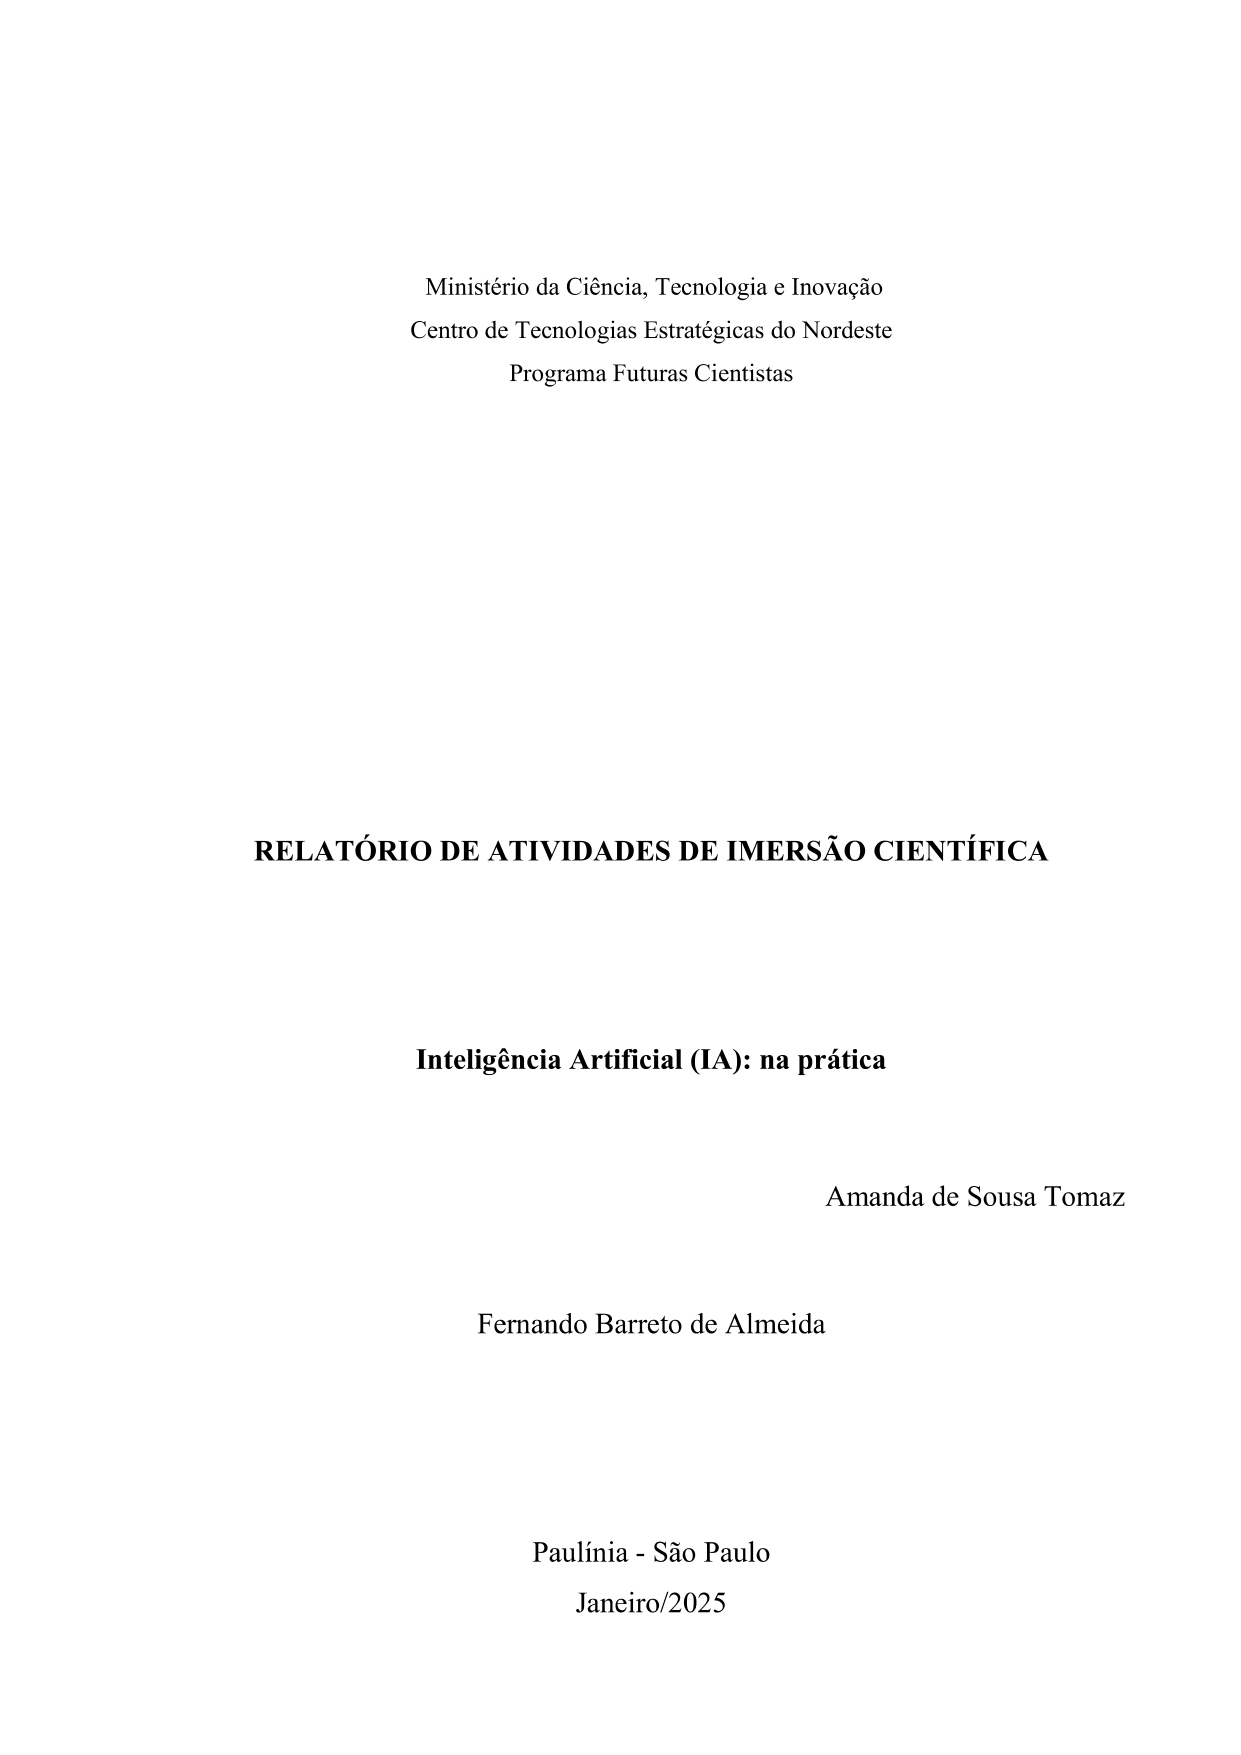 Ministério da Ciência, Tecnologia e Inovação
Centro de Tecnologias Estratégicas do Nordeste
Programa Futuras Cientistas
RELATÓRIO DE ATIVIDADES DE IMERSÃO CIENTÍFICA
Inteligência Artificial (IA): na prática
Amanda de Sousa Tomaz
Fernando Barreto de Almeida
Paulínia - São Paulo
Janeiro/2025